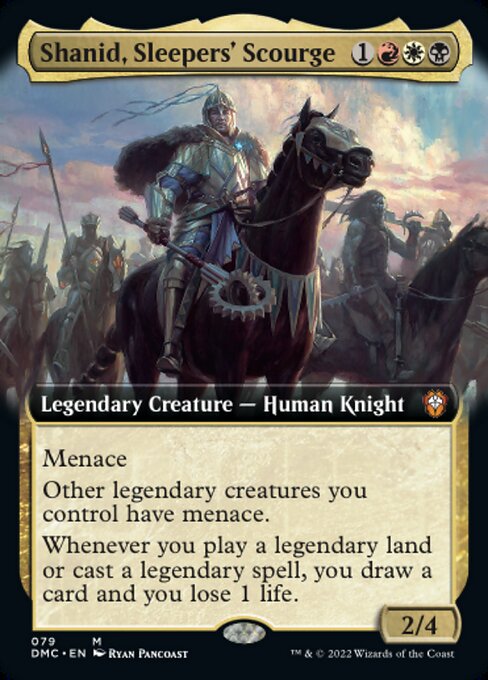 Shanid, Sleepers' Scourge 1
Legendary Creature — Human Knight
Menace
Other legendary creatures you
control have menace.
Whenever you play a legendary land
or cast a legendary spell, you draw a
card and you lose 1 life.
2/4
079 M
DMC • EN Ryan Pancoast
™ & © 2022 Wizards of the Coast